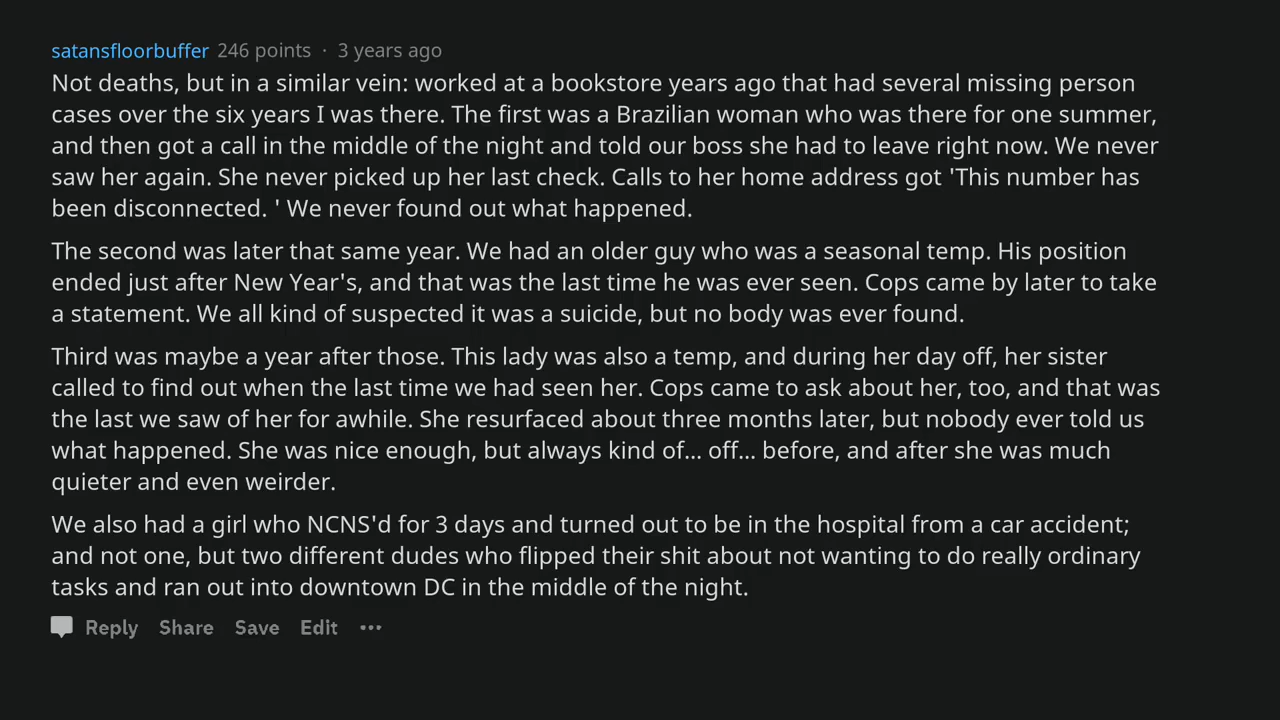 satansfloorbuffer 246 points · 3 years ago
Not deaths, but in a similar vein: worked at a bookstore years ago that had several missing person
cases over the six years I was there. The first was a Brazilian woman who was there for one summer,
and then got a call in the middle of the night and told our boss she had to leave right now. We never
saw her again. She never picked up her last check. Calls to her home address got 'This number has
been disconnected. ' We never found out what happened.
The second was later that same year. We had an older guy who was a seasonal temp. His position
ended just after New Year's, and that was the last time he was ever seen. Cops came by later to take
a statement. We all kind of suspected it was a suicide, but no body was ever found.
Third was maybe a year after those. This lady was also a temp, and during her day off, her sister
called to find out when the last time we had seen her. Cops came to ask about her, too, and that was
the last we saw of her for awhile. She resurfaced about three months later, but nobody ever told us
what happened. She was nice enough, but always kind of... off... before, and after she was much
quieter and even weirder.
We also had a girl who NCNS'd for 3 days and turned out to be in the hospital from a car accident;
and not one, but two different dudes who flipped their shit about not wanting to do really ordinary
tasks and ran out into downtown DC in the middle of the night.
Reply Share Save Edit •••